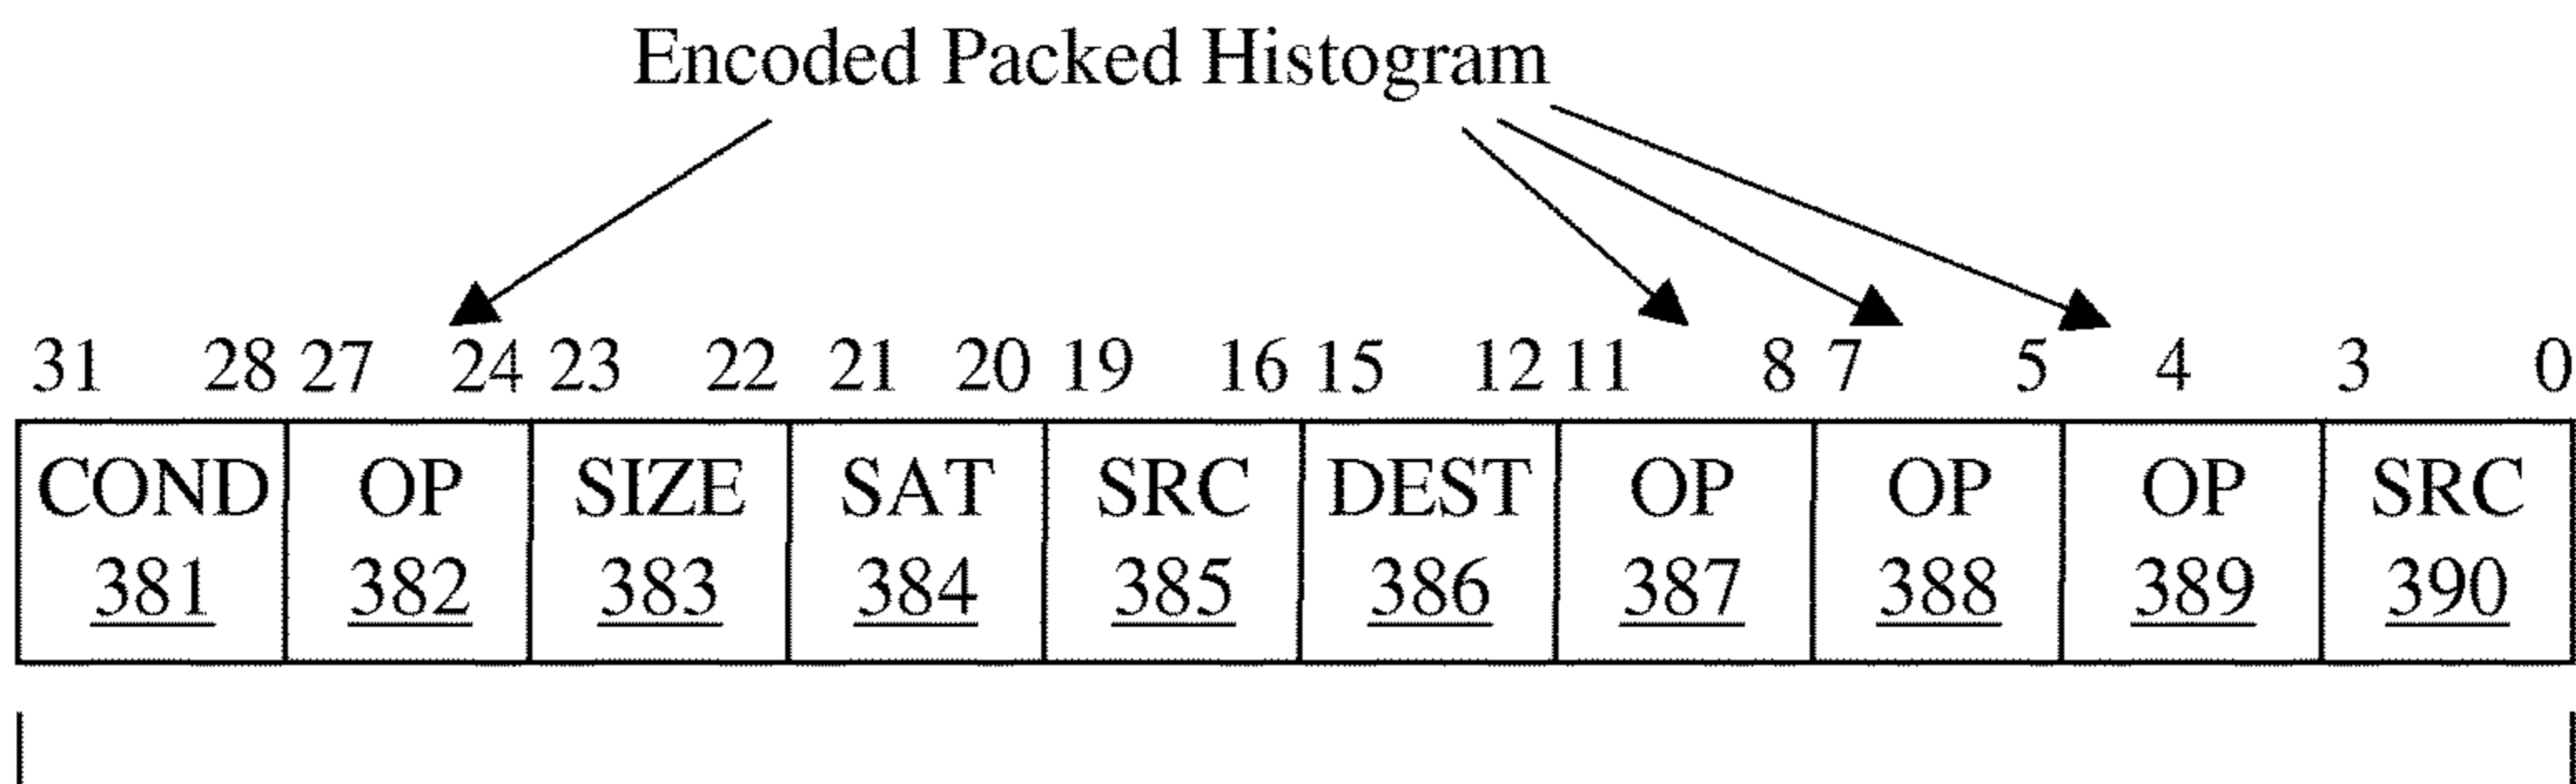 Encoded Packed Histogram
31 28 27 24 23 22 21 20 19 16 15 12 11 8 7 5 4 3 0
COND OP SIZE SAT SRC DEST OP OP OP SRC
381 382 383 384 385 386 387 388 389 390